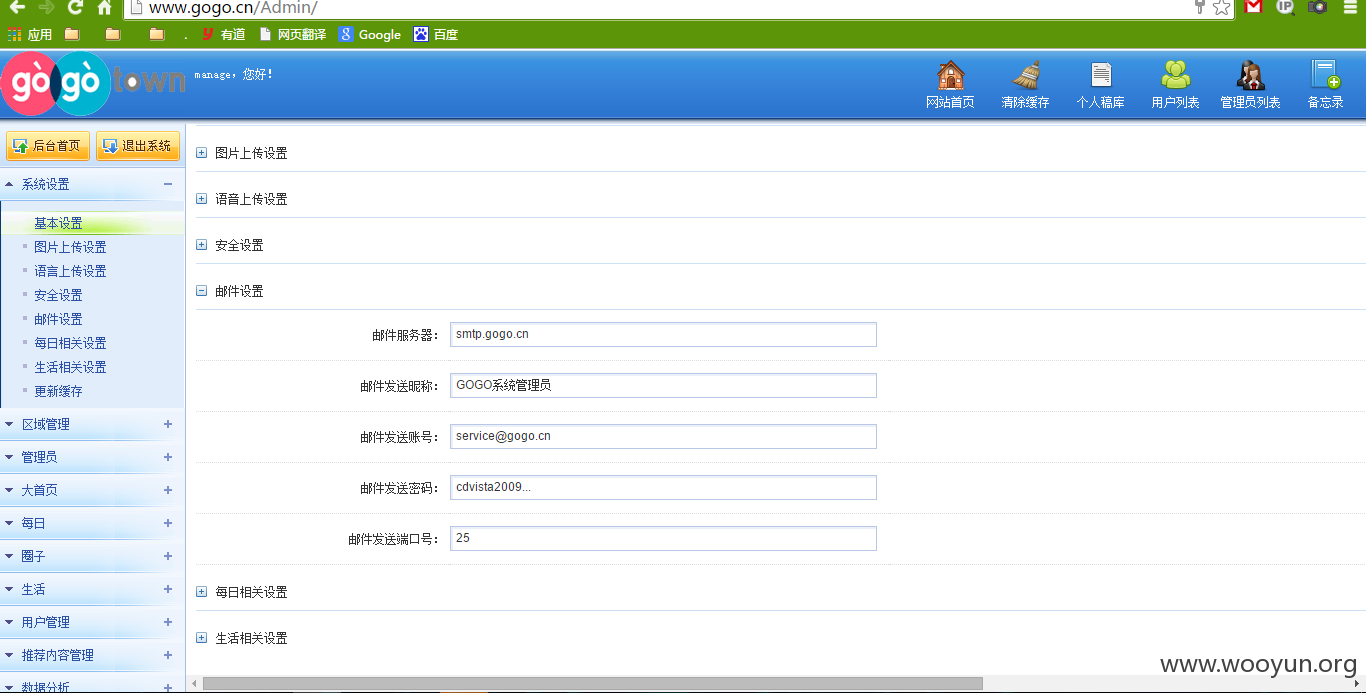 www.gogo.cn/Admin/
应用 . 有道 网页翻译 Google 百度
gògò town manage，您好！
网站首页 清除缓存 个人稿库 用户列表 管理员列表 备忘录
后台首页 退出系统
系统设置
基本设置
图片上传设置
语言上传设置
安全设置
邮件设置
每日相关设置
生活相关设置
更新缓存
区域管理
管理员
大首页
每日
圈子
生活
用户管理
推荐内容管理
数据分析
图片上传设置
语音上传设置
安全设置
邮件设置
邮件服务器： smtp.gogo.cn
邮件发送昵称： GOGO系统管理员
邮件发送账号： service@gogo.cn
邮件发送密码： cdvista2009...
邮件发送端口号： 25
每日相关设置
生活相关设置
www.wooyun.org